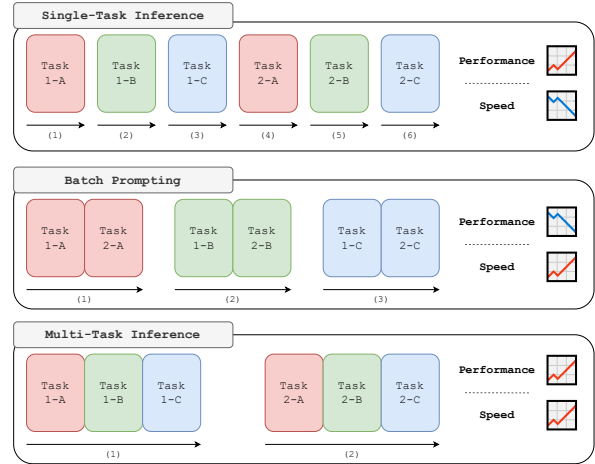 Single-Task Inference
Task
1-A
Task
1-B
Task
1-C
Task
2-A
Task
2-B
Task
2-C
(1)
(2)
(3)
(4)
(5)
(6)
Performance
Speed
Batch Prompting
Task
1-A
Task
2-A
Task
1-B
Task
2-B
Task
1-C
Task
2-C
(1)
(2)
(3)
Performance
Speed
Multi-Task Inference
Task
1-A
Task
1-B
Task
1-C
Task
2-A
Task
2-B
Task
2-C
(1)
(2)
Performance
Speed